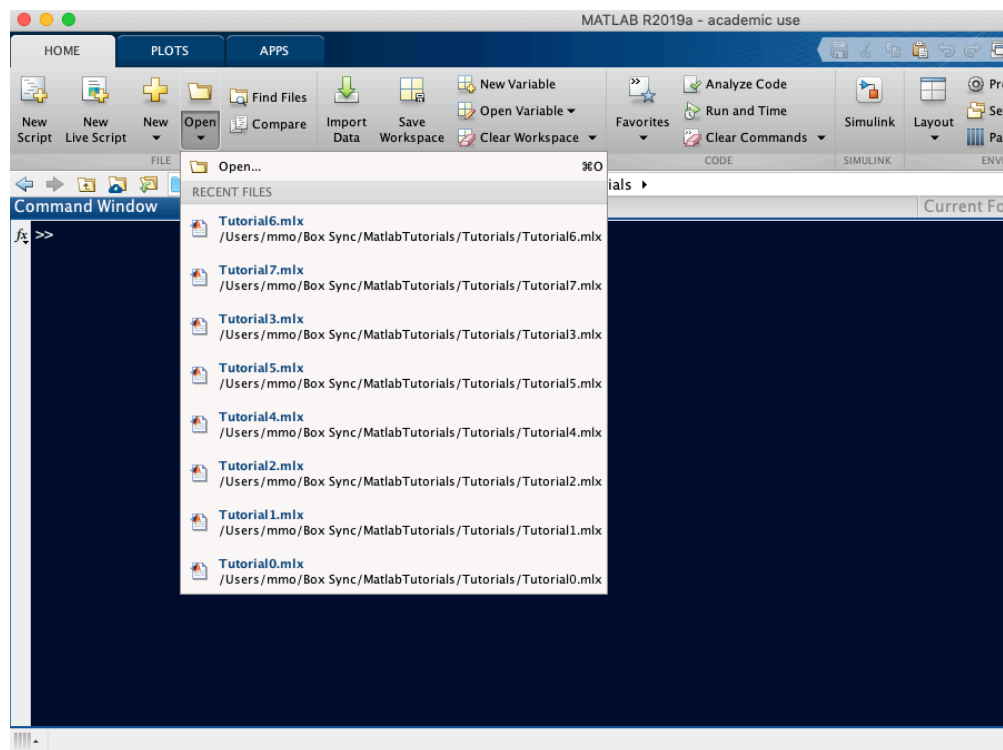 MATLAB R2019a - academic use
HOME PLOTS APPS
New Script
New Live Script
New
Open
Find Files
Compare
Import Data
Save Workspace
New Variable
Open Variable
Clear Workspace
Favorites
Analyze Code
Run and Time
Clear Commands
Simulink
Layout
Pr
Se
Pa
FILE CODE SIMULINK ENVI
Open... ⌘O
ials
RECENT FILES
Command Window
Current Fo
fx >>
Tutorial6.mlx
/Users/mmo/Box Sync/MatlabTutorials/Tutorials/Tutorial6.mlx
Tutorial7.mlx
/Users/mmo/Box Sync/MatlabTutorials/Tutorials/Tutorial7.mlx
Tutorial3.mlx
/Users/mmo/Box Sync/MatlabTutorials/Tutorials/Tutorial3.mlx
Tutorial5.mlx
/Users/mmo/Box Sync/MatlabTutorials/Tutorials/Tutorial5.mlx
Tutorial4.mlx
/Users/mmo/Box Sync/MatlabTutorials/Tutorials/Tutorial4.mlx
Tutorial2.mlx
/Users/mmo/Box Sync/MatlabTutorials/Tutorials/Tutorial2.mlx
Tutorial1.mlx
/Users/mmo/Box Sync/MatlabTutorials/Tutorials/Tutorial1.mlx
Tutorial0.mlx
/Users/mmo/Box Sync/MatlabTutorials/Tutorials/Tutorial0.mlx